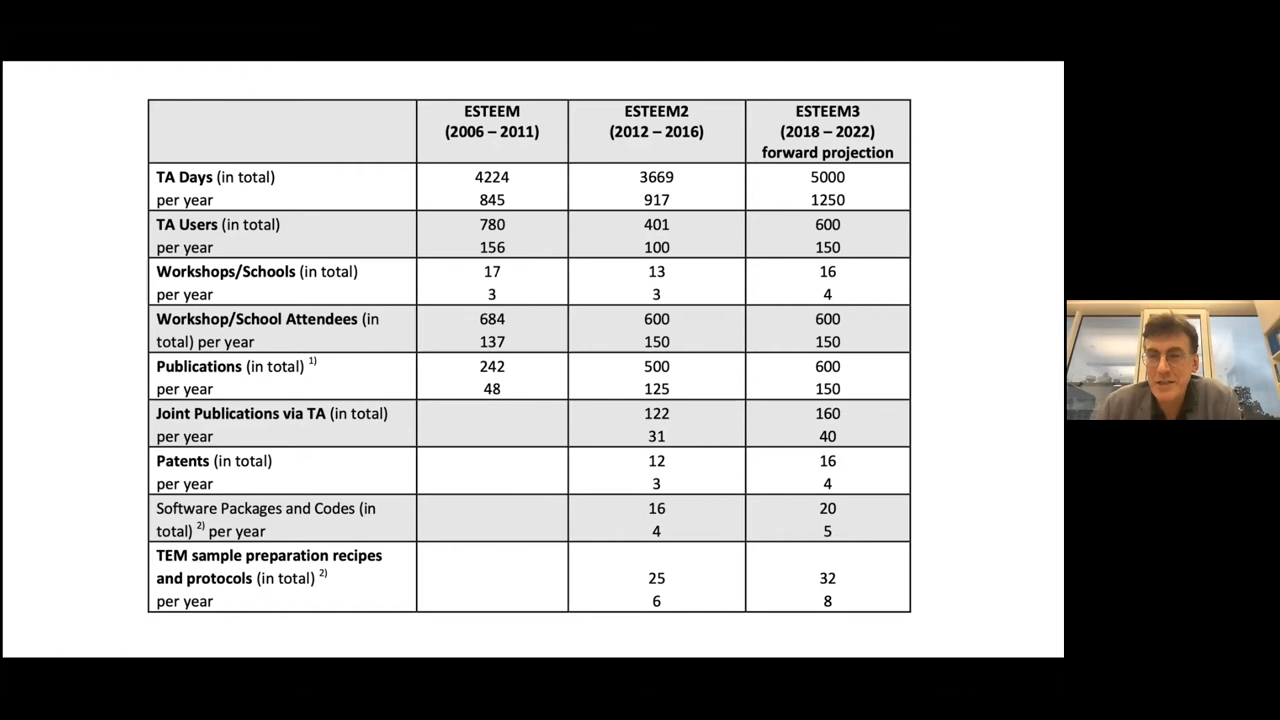 ESTEEM
(2006 – 2011)
ESTEEM2
(2012 – 2016)
ESTEEM3
(2018 – 2022)
forward projection
TA Days (in total) 4224 3669 5000
per year 845 917 1250
TA Users (in total) 780 401 600
per year 156 100 150
Workshops/Schools (in total) 17 13 16
per year 3 3 4
Workshop/School Attendees (in 684 600 600
total) per year 137 150 150
Publications (in total) 1) 242 500 600
per year 48 125 150
Joint Publications via TA (in total) 122 160
per year 31 40
Patents (in total) 12 16
per year 3 4
Software Packages and Codes (in 16 20
total) 2) per year 4 5
TEM sample preparation recipes
and protocols (in total) 2) 25 32
per year 6 8